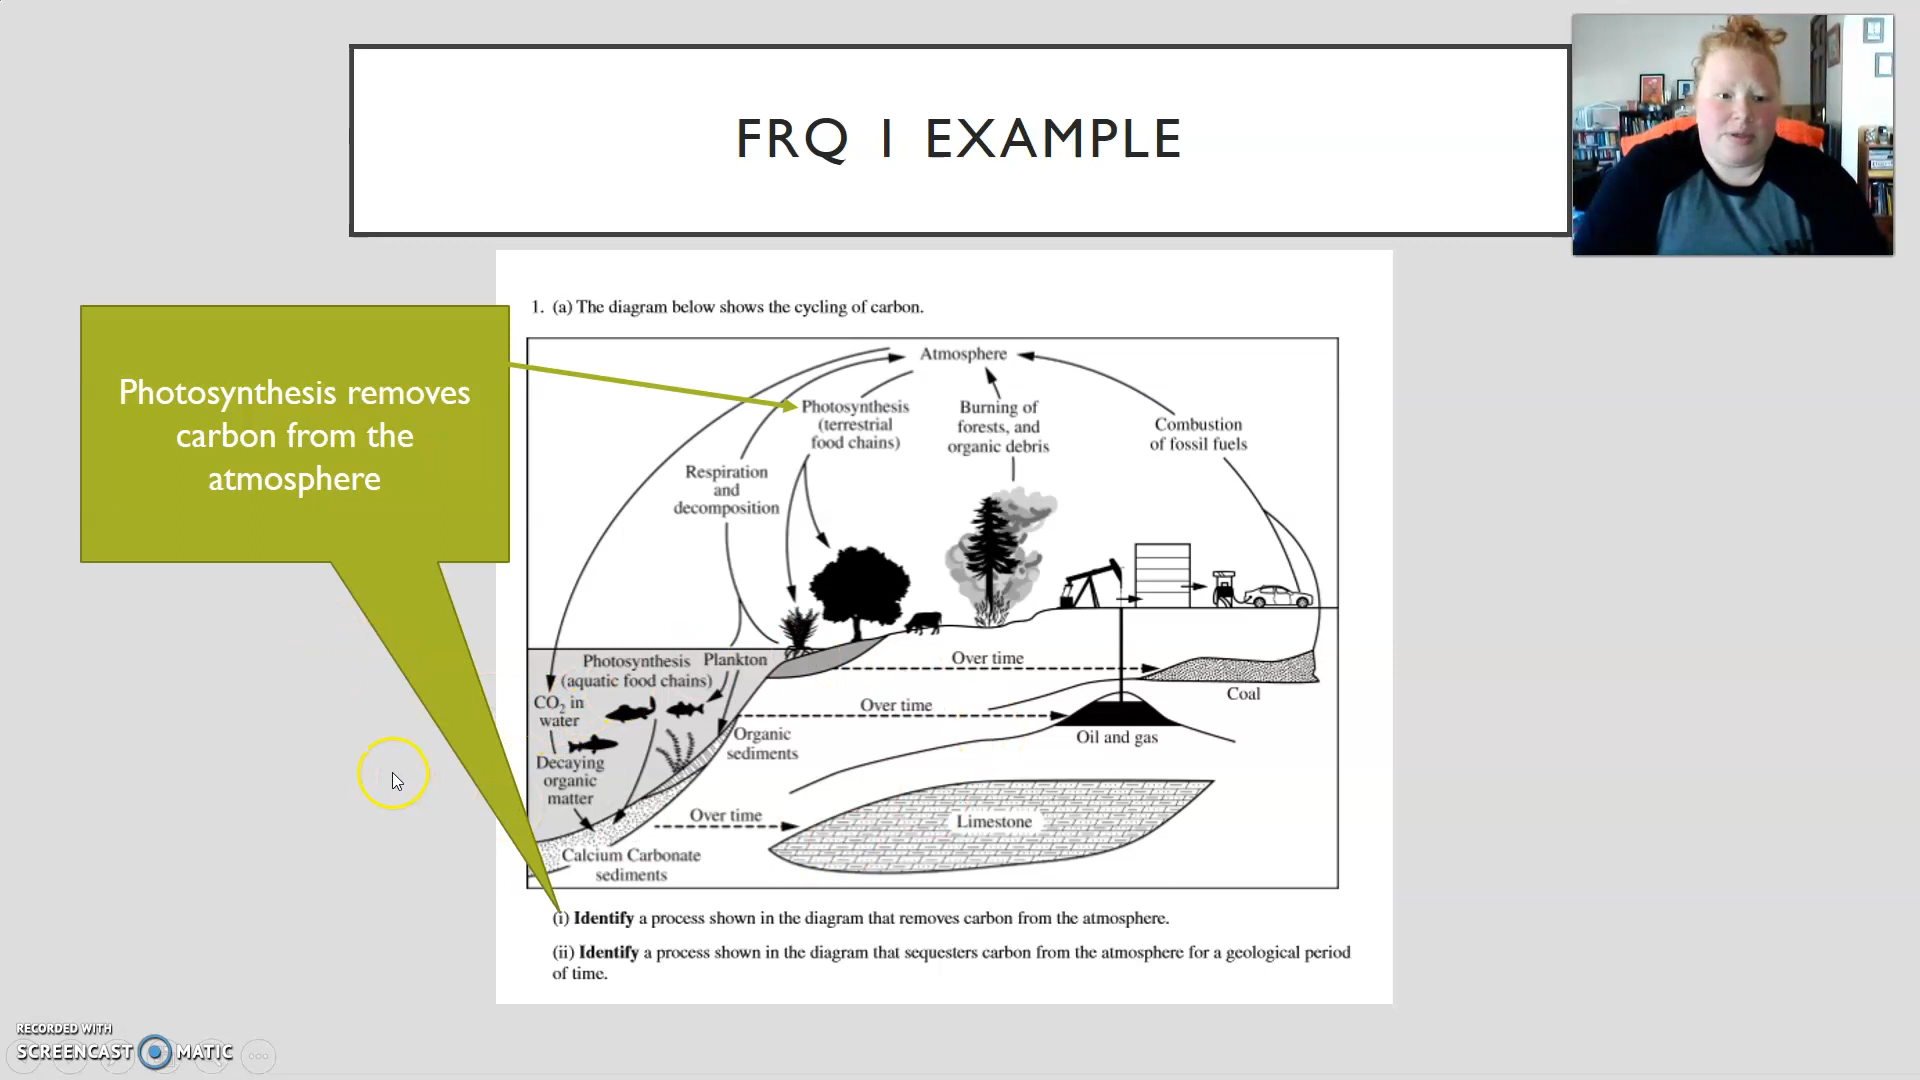 FRQ 1 EXAMPLE
Photosynthesis removes
carbon from the
atmosphere
1. (a) The diagram below shows the cycling of carbon.
Atmosphere
Photosynthesis
(terrestrial
food chains)
Burning of
forests, and
organic debris
Combustion
of fossil fuels
Respiration
and
decomposition
Photosynthesis
(aquatic food chains)
Plankton
CO₂ in
water
Decaying
organic
matter
Organic
sediments
Over time
Coal
Over time
Oil and gas
Over time
Limestone
Calcium Carbonate
sediments
(i) Identify a process shown in the diagram that removes carbon from the atmosphere.
(ii) Identify a process shown in the diagram that sequesters carbon from the atmosphere for a geological period
of time.
RECORDED WITH
SCREENCAST MATIC